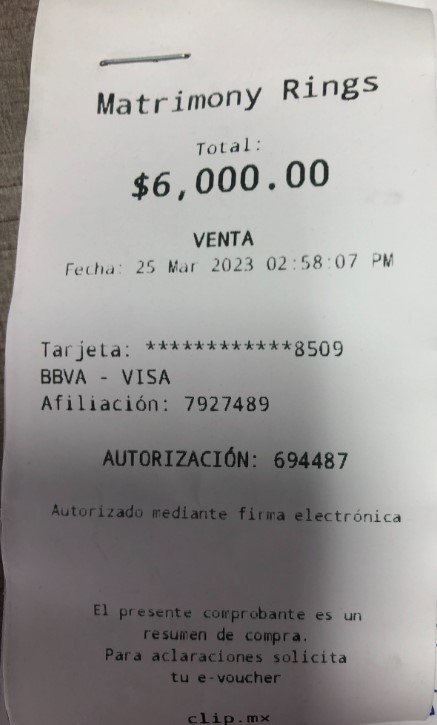 Matrimony Rings
Total:
$6,000.00
VENTA
Fecha: 25 Mar 2023 02:58:07 PM
Tarjeta: ************8509
BBVA - VISA
Afiliación: 7927489
AUTORIZACIÓN: 694487
Autorizado mediante firma electrónica
El presente comprobante es un
resumen de compra.
Para aclaraciones solicita
tu e-voucher
clip.mx